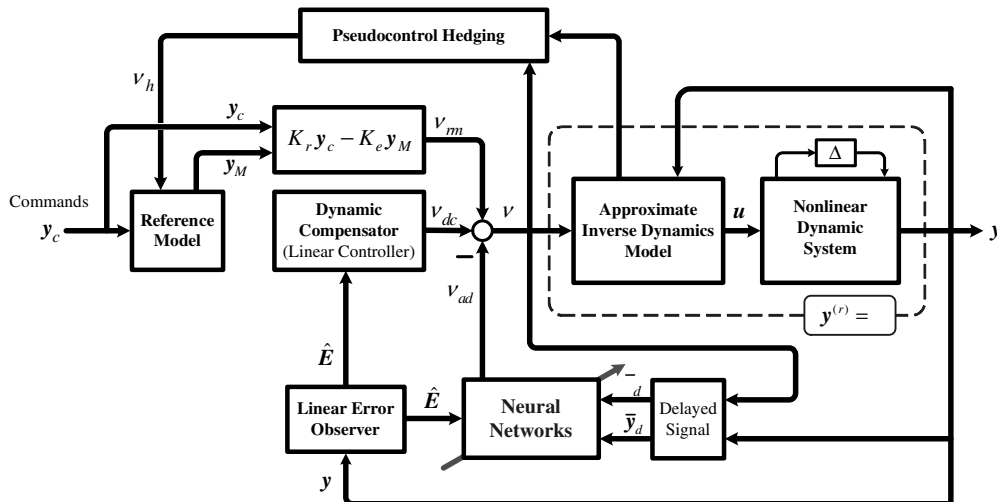 Pseudocontrol Hedging
ν_h
y_c
K_r y_c − K_e y_M
ν_rm
y_M
Δ
Commands
y_c
Reference
Model
Dynamic
Compensator
(Linear Controller)
ν_dc
ν
Approximate
Inverse Dynamics
Model
u
Nonlinear
Dynamic
System
y
−
ν_ad
y^(r) =
Ê
Linear Error
Observer
Ê
Neural
Networks
‾_d
ȳ_d
Delayed
Signal
y